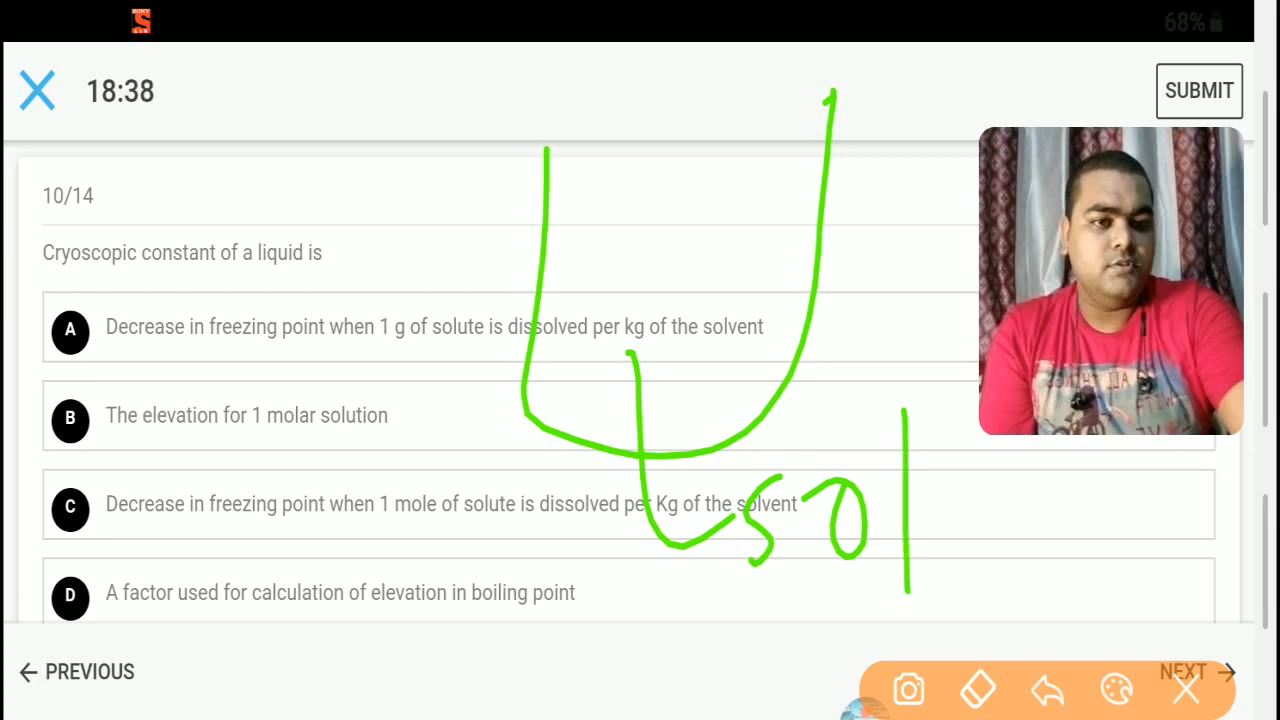 SONY
S
LIV
68%
18:38
SUBMIT
10/14
Cryoscopic constant of a liquid is
A Decrease in freezing point when 1 g of solute is dissolved per kg of the solvent
B The elevation for 1 molar solution
C Decrease in freezing point when 1 mole of solute is dissolved per Kg of the solvent
sol
D A factor used for calculation of elevation in boiling point
← PREVIOUS
NEXT →